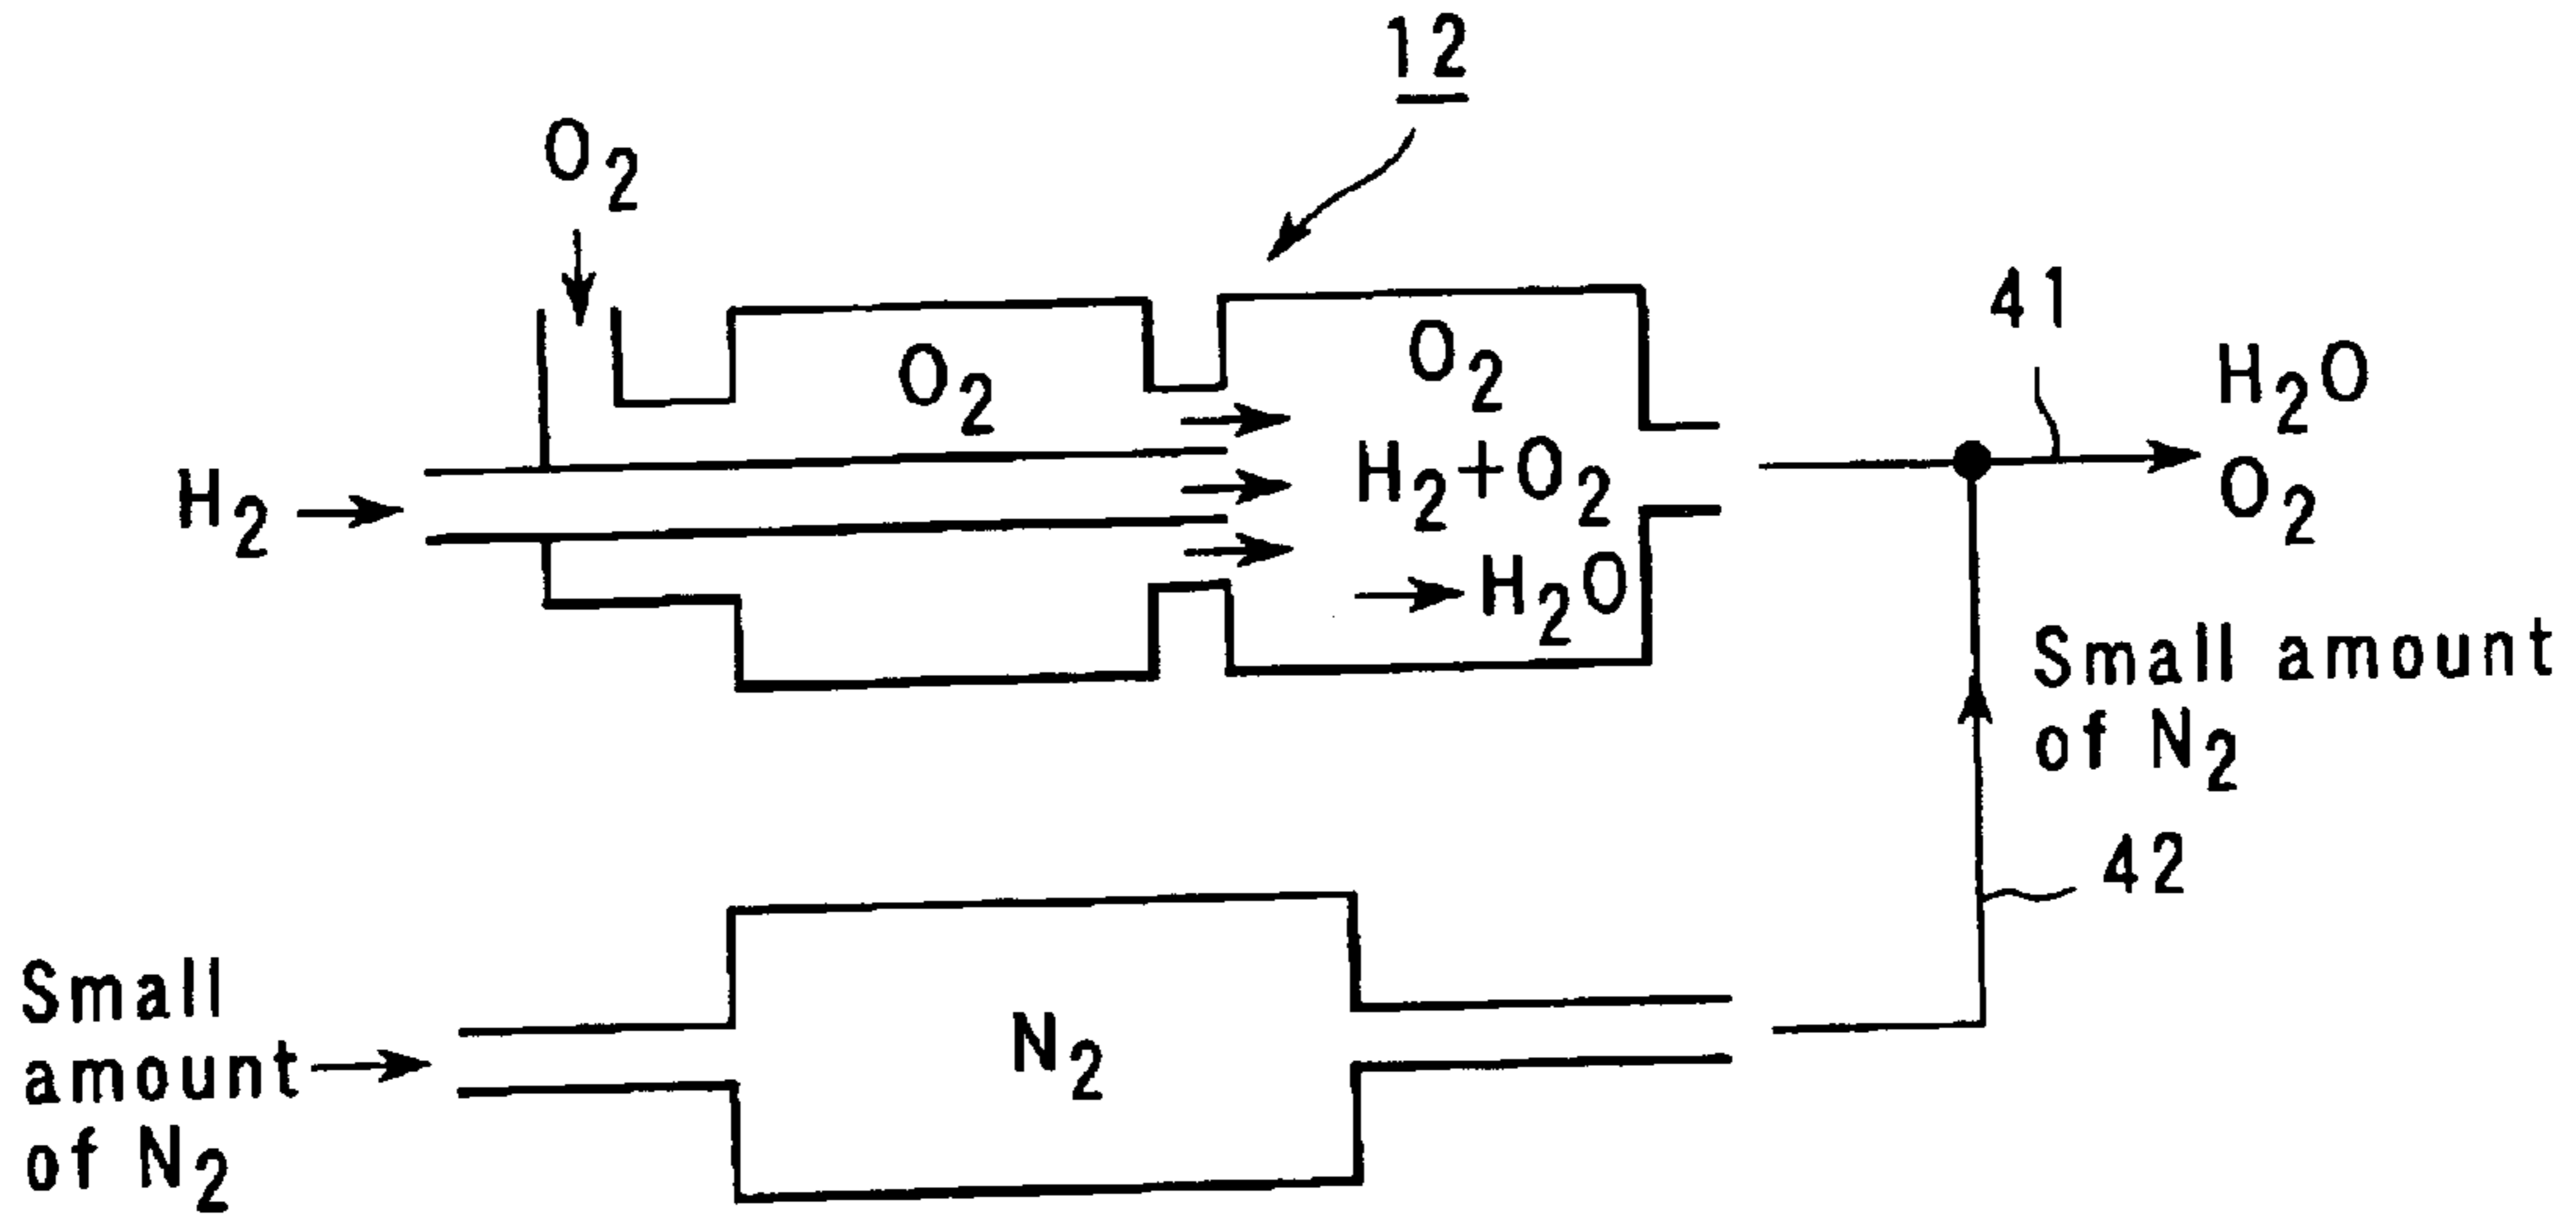 12
O2
O2
O2
41
H2O
H2
H2+O2
O2
→H2O
Small amount
of N2
42
Small
amount
of N2
N2